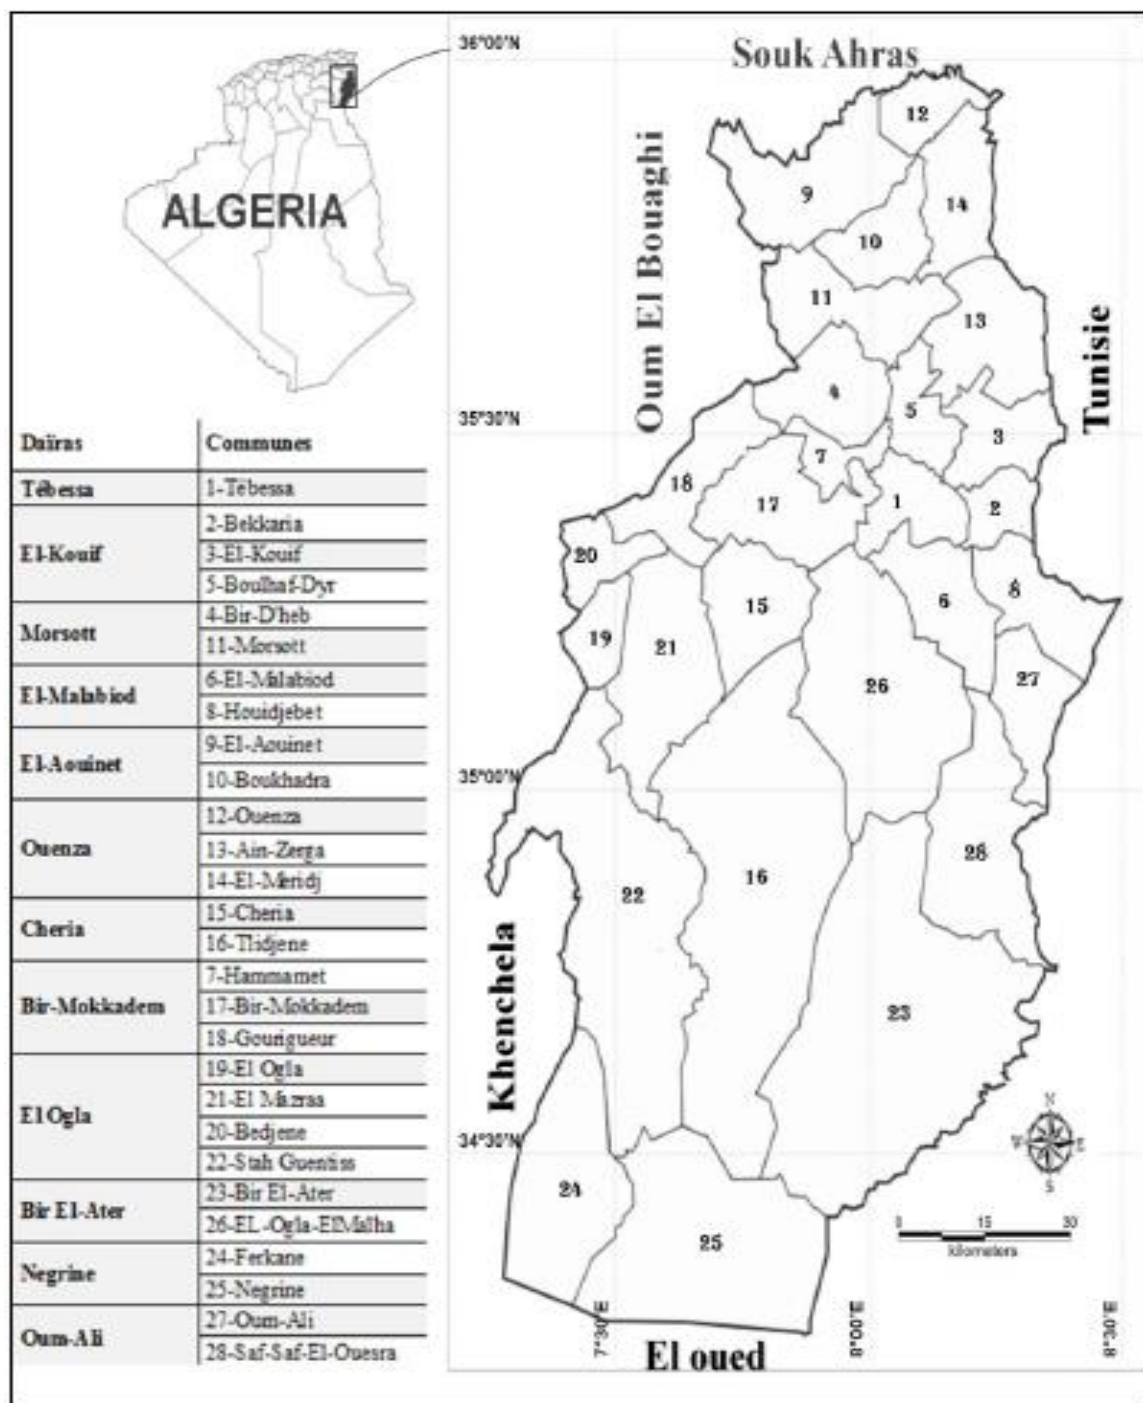 ALGERIA
Daïras Communes
Tébessa 1-Tébessa
El-Kouif 2-Bekkaria
3-El-Kouif
5-Boulhaf-Dyr
Morsott 4-Bir-D'heb
11-Morsott
El-Malabiod 6-El-Malabiod
8-Houidjebet
El-Aouinet 9-El-Aouinet
10-Boukhadra
Ouenza 12-Ouenza
13-Ain-Zerga
14-El-Meridj
Cheria 15-Cheria
16-Tlidjene
Bir-Mokkadem 7-Hammamet
17-Bir-Mokkadem
18-Gourigueur
El Ogla 19-El Ogla
21-El Mazraa
20-Bedjene
22-Stah Guentiss
Bir El-Ater 23-Bir El-Ater
26-EL-Ogla-ElMalha
Negrine 24-Ferkane
25-Negrine
Oum-Ali 27-Oum-Ali
28-Saf-Saf-El-Ouesra
36°00'N
35°30'N
35°00'N
34°30'N
Souk Ahras
Oum El Bouaghi
Tunisie
Khenchela
El oued
12
9
14
10
11
13
4
5
3
7
18
17
1
2
20
15
6
8
19
21
26
27
28
16
22
23
24
25
N
W E
S
0 15 30
kilometers
7°30'E
8°00'E
8°30'E